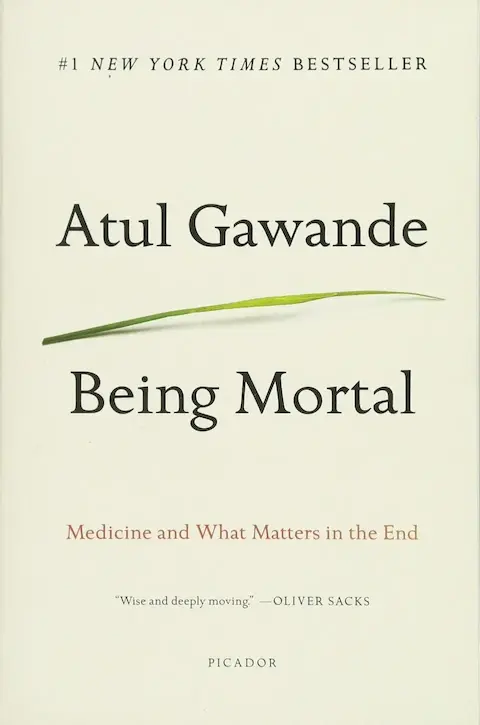 #1 NEW YORK TIMES BESTSELLER
Atul Gawande
Being Mortal
Medicine and What Matters in the End
“Wise and deeply moving.” —OLIVER SACKS
PICADOR